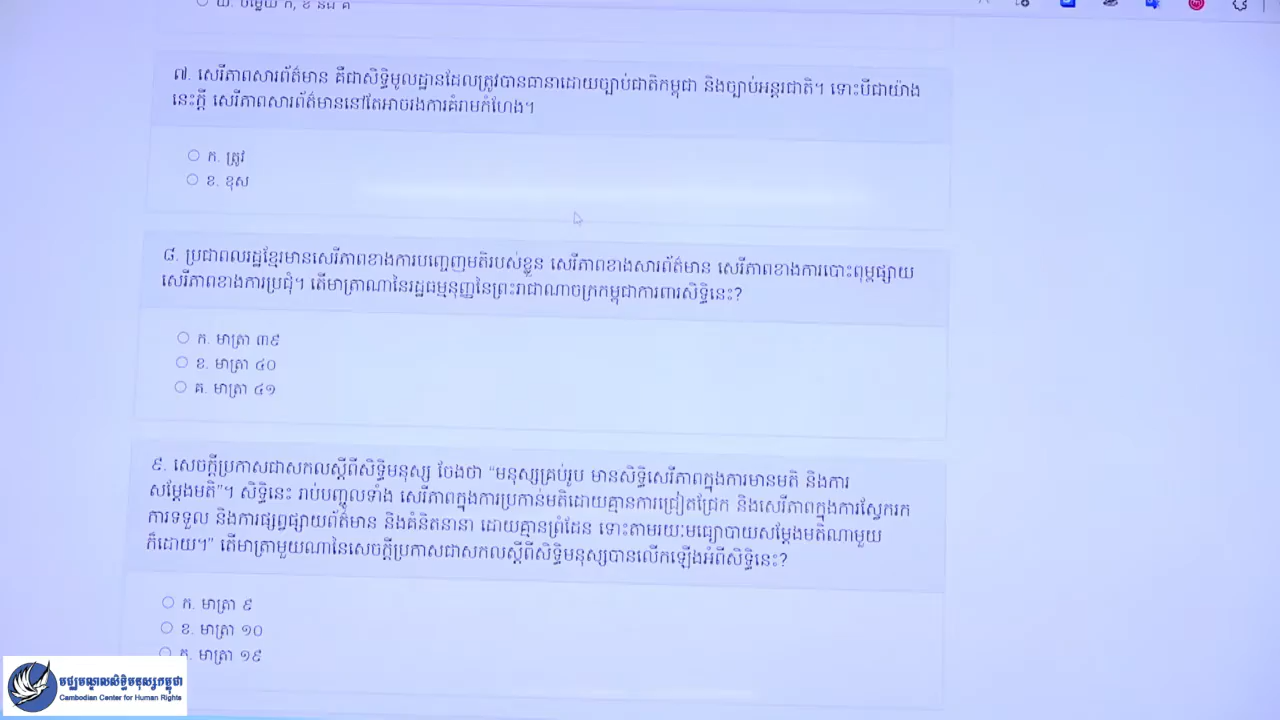 ឃ. ចម្លើយ ក, ខ និង គ
៧. សេរីភាពសារព័ត៌មាន គឺជាសិទ្ធិមូលដ្ឋានដែលត្រូវបានធានាដោយច្បាប់ជាតិកម្ពុជា និងច្បាប់អន្តរជាតិ។ ទោះបីជាយ៉ាង
នេះក្តី សេរីភាពសារព័ត៌មាននៅតែអាចរងការគំរាមកំហែង។
ក. ត្រូវ
ខ. ខុស
៨. ប្រជាពលរដ្ឋខ្មែរមានសេរីភាពខាងការបញ្ចេញមតិរបស់ខ្លួន សេរីភាពខាងសារព័ត៌មាន សេរីភាពខាងការបោះពុម្ពផ្សាយ
សេរីភាពខាងការប្រជុំ។ តើមាត្រាណានៃរដ្ឋធម្មនុញ្ញនៃព្រះរាជាណាចក្រកម្ពុជាការពារសិទ្ធិនេះ?
ក. មាត្រា ៣៩
ខ. មាត្រា ៤០
គ. មាត្រា ៤១
៩. សេចក្តីប្រកាសជាសកលស្តីពីសិទ្ធិមនុស្ស ចែងថា “មនុស្សគ្រប់រូប មានសិទ្ធិសេរីភាពក្នុងការមានមតិ និងការ
សម្តែងមតិ”។ សិទ្ធិនេះ រាប់បញ្ចូលទាំង សេរីភាពក្នុងការប្រកាន់មតិដោយគ្មានការជ្រៀតជ្រែក និងសេរីភាពក្នុងការស្វែករក
ការទទួល និងការផ្សព្វផ្សាយព័ត៌មាន និងគំនិតនានា ដោយគ្មានព្រំដែន ទោះតាមរយៈមធ្យោបាយសម្តែងមតិណាមួយ
ក៏ដោយ។” តើមាត្រាមួយណានៃសេចក្តីប្រកាសជាសកលស្តីពីសិទ្ធិមនុស្សបានលើកឡើងអំពីសិទ្ធិនេះ?
ក. មាត្រា ៩
ខ. មាត្រា ១០
គ. មាត្រា ១៩
មជ្ឈមណ្ឌលសិទ្ធិមនុស្សកម្ពុជា
Cambodian Center for Human Rights